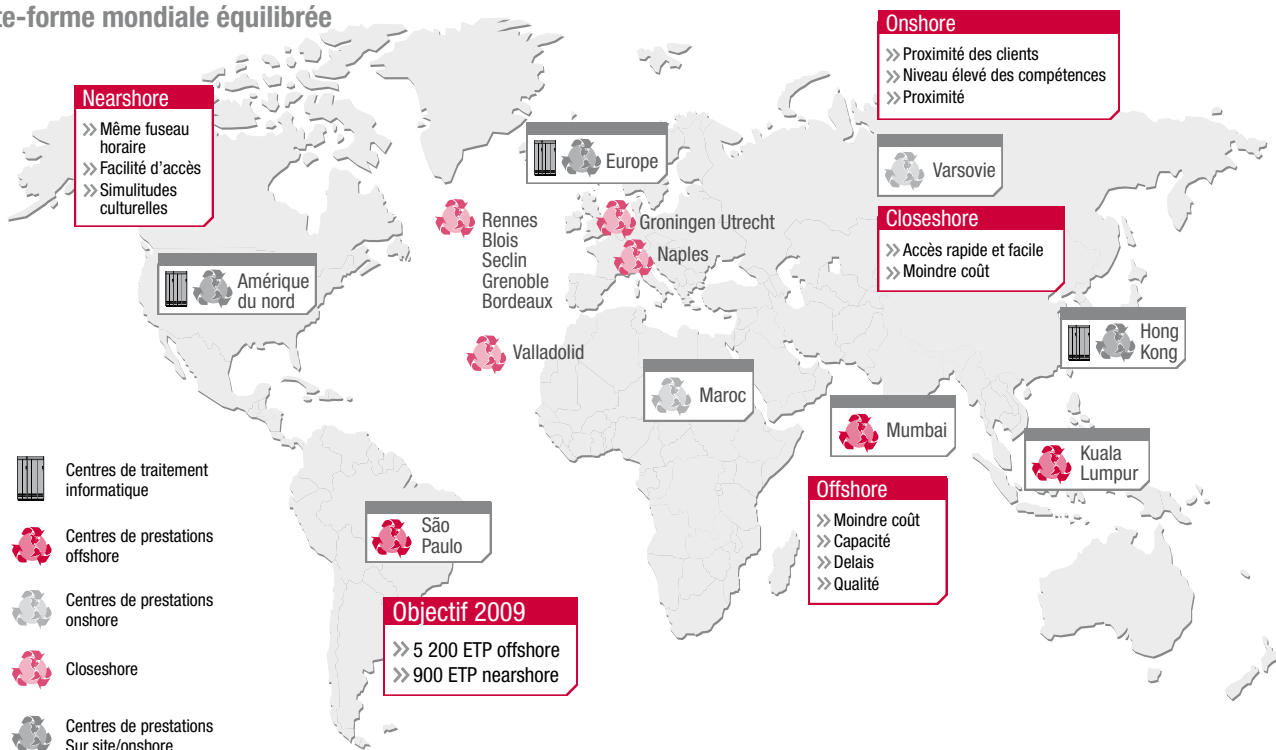 te-forme mondiale équilibrée
Onshore
>> Proximité des clients
>> Niveau élevé des compétences
>> Proximité
Nearshore
>> Même fuseau
horaire
>> Facilité d'accès
>> Simulitudes
culturelles
Europe
Varsovie
Rennes
Blois
Seclin
Grenoble
Bordeaux
Groningen Utrecht
Naples
Closeshore
>> Accès rapide et facile
>> Moindre coût
Amérique
du nord
Hong
Kong
Valladolid
Maroc
Mumbai
Kuala
Lumpur
Offshore
>> Moindre coût
>> Capacité
>> Delais
>> Qualité
São
Paulo
Objectif 2009
>> 5 200 ETP offshore
>> 900 ETP nearshore
Centres de traitement
informatique
Centres de prestations
offshore
Centres de prestations
onshore
Closeshore
Centres de prestations
Sur site/onshore